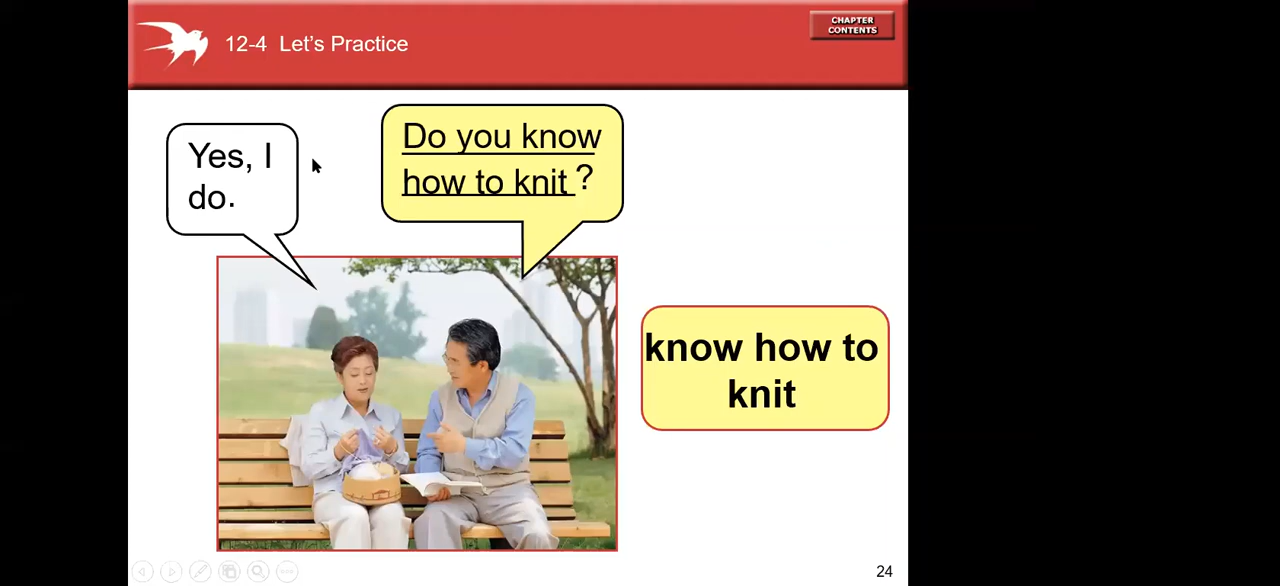 12-4 Let's Practice
CHAPTER
CONTENTS
Yes, I
do.
Do you know
how to knit ?
know how to
knit
24